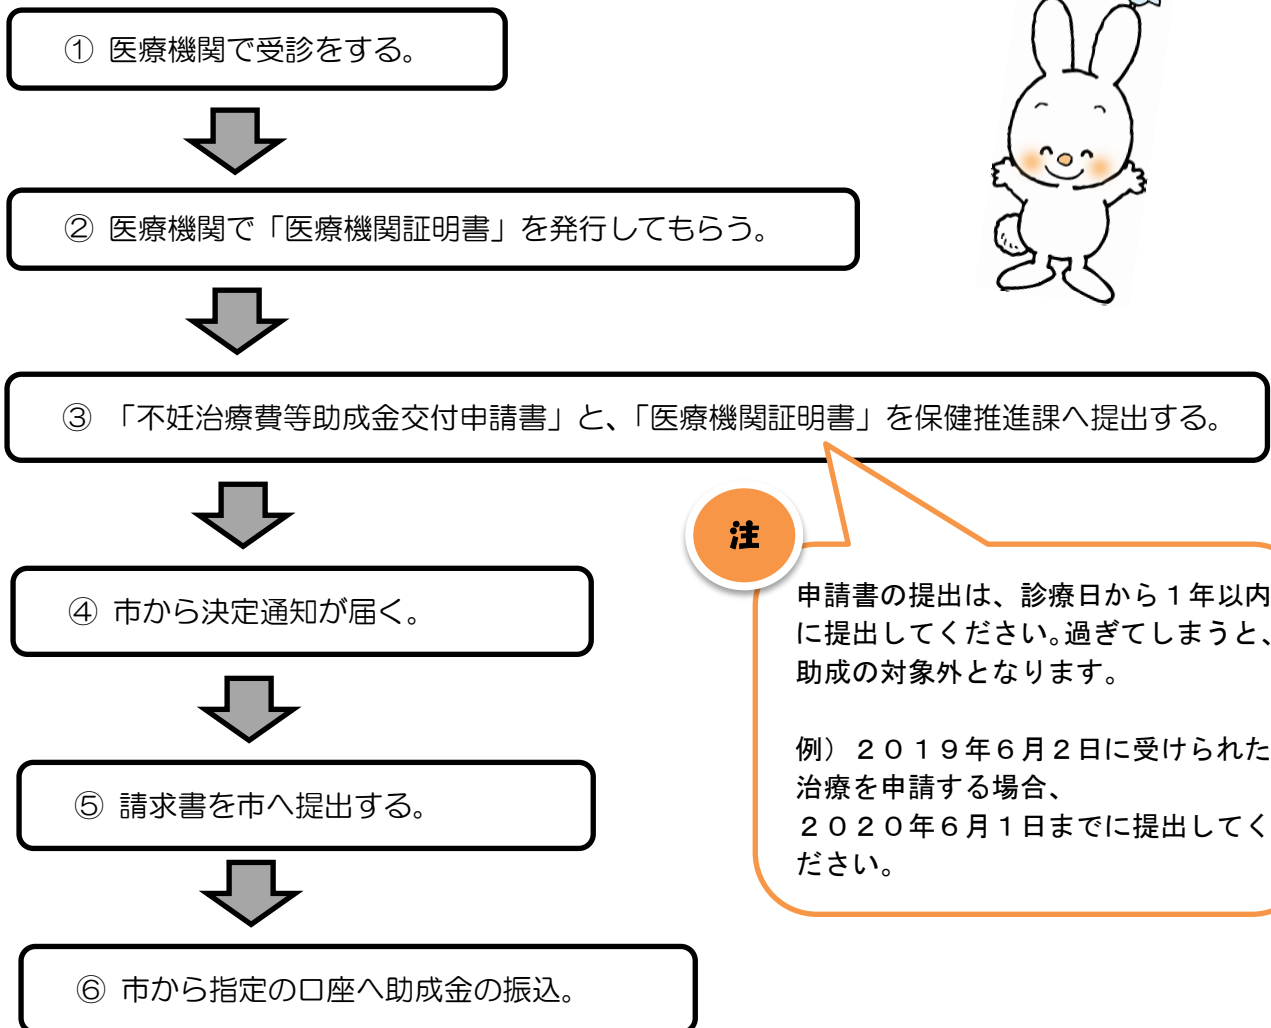 ① 医療機関で受診をする。
② 医療機関で「医療機関証明書」を発行してもらう。
③ 「不妊治療費等助成金交付申請書」と、「医療機関証明書」を保健推進課へ提出する。
注
申請書の提出は、診療日から１年以内
に提出してください。過ぎてしまうと、
助成の対象外となります。
例）２０１９年６月２日に受けられた
治療を申請する場合、
２０２０年６月１日までに提出してく
ださい。
④ 市から決定通知が届く。
⑤ 請求書を市へ提出する。
⑥ 市から指定の口座へ助成金の振込。